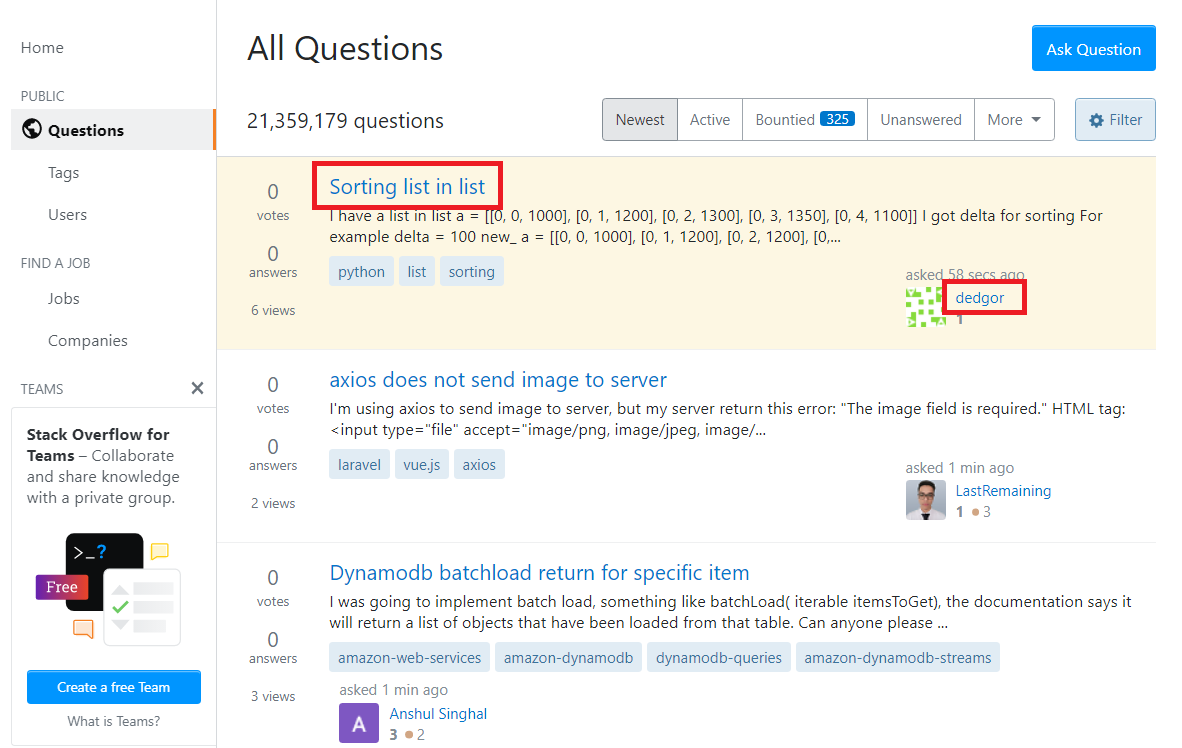 Home
PUBLIC
Questions
Tags
Users
FIND A JOB
Jobs
Companies
TEAMS
Stack Overflow for
Teams – Collaborate
and share knowledge
with a private group.
>_?
Free
Create a free Team
What is Teams?
All Questions
Ask Question
21,359,179 questions
Newest
Active
Bountied 325
Unanswered
More
Filter
0
votes
0
answers
6 views
Sorting list in list
I have a list in list a = [[0, 0, 1000], [0, 1, 1200], [0, 2, 1300], [0, 3, 1350], [0, 4, 1100]] I got delta for sorting For
example delta = 100 new_ a = [[0, 0, 1000], [0, 1, 1200], [0, 2, 1200], [0,...
python list sorting
asked 58 secs ago
dedgor
1
0
votes
0
answers
2 views
axios does not send image to server
I'm using axios to send image to server, but my server return this error: "The image field is required." HTML tag:
<input type="file" accept="image/png, image/jpeg, image/...
laravel vue.js axios
asked 1 min ago
LastRemaining
1 ● 3
0
votes
0
answers
3 views
Dynamodb batchload return for specific item
I was going to implement batch load, something like batchLoad( iterable itemsToGet), the documentation says it
will return a list of objects that have been loaded from that table. Can anyone please ...
amazon-web-services amazon-dynamodb dynamodb-queries amazon-dynamodb-streams
asked 1 min ago
A
Anshul Singhal
3 ● 2